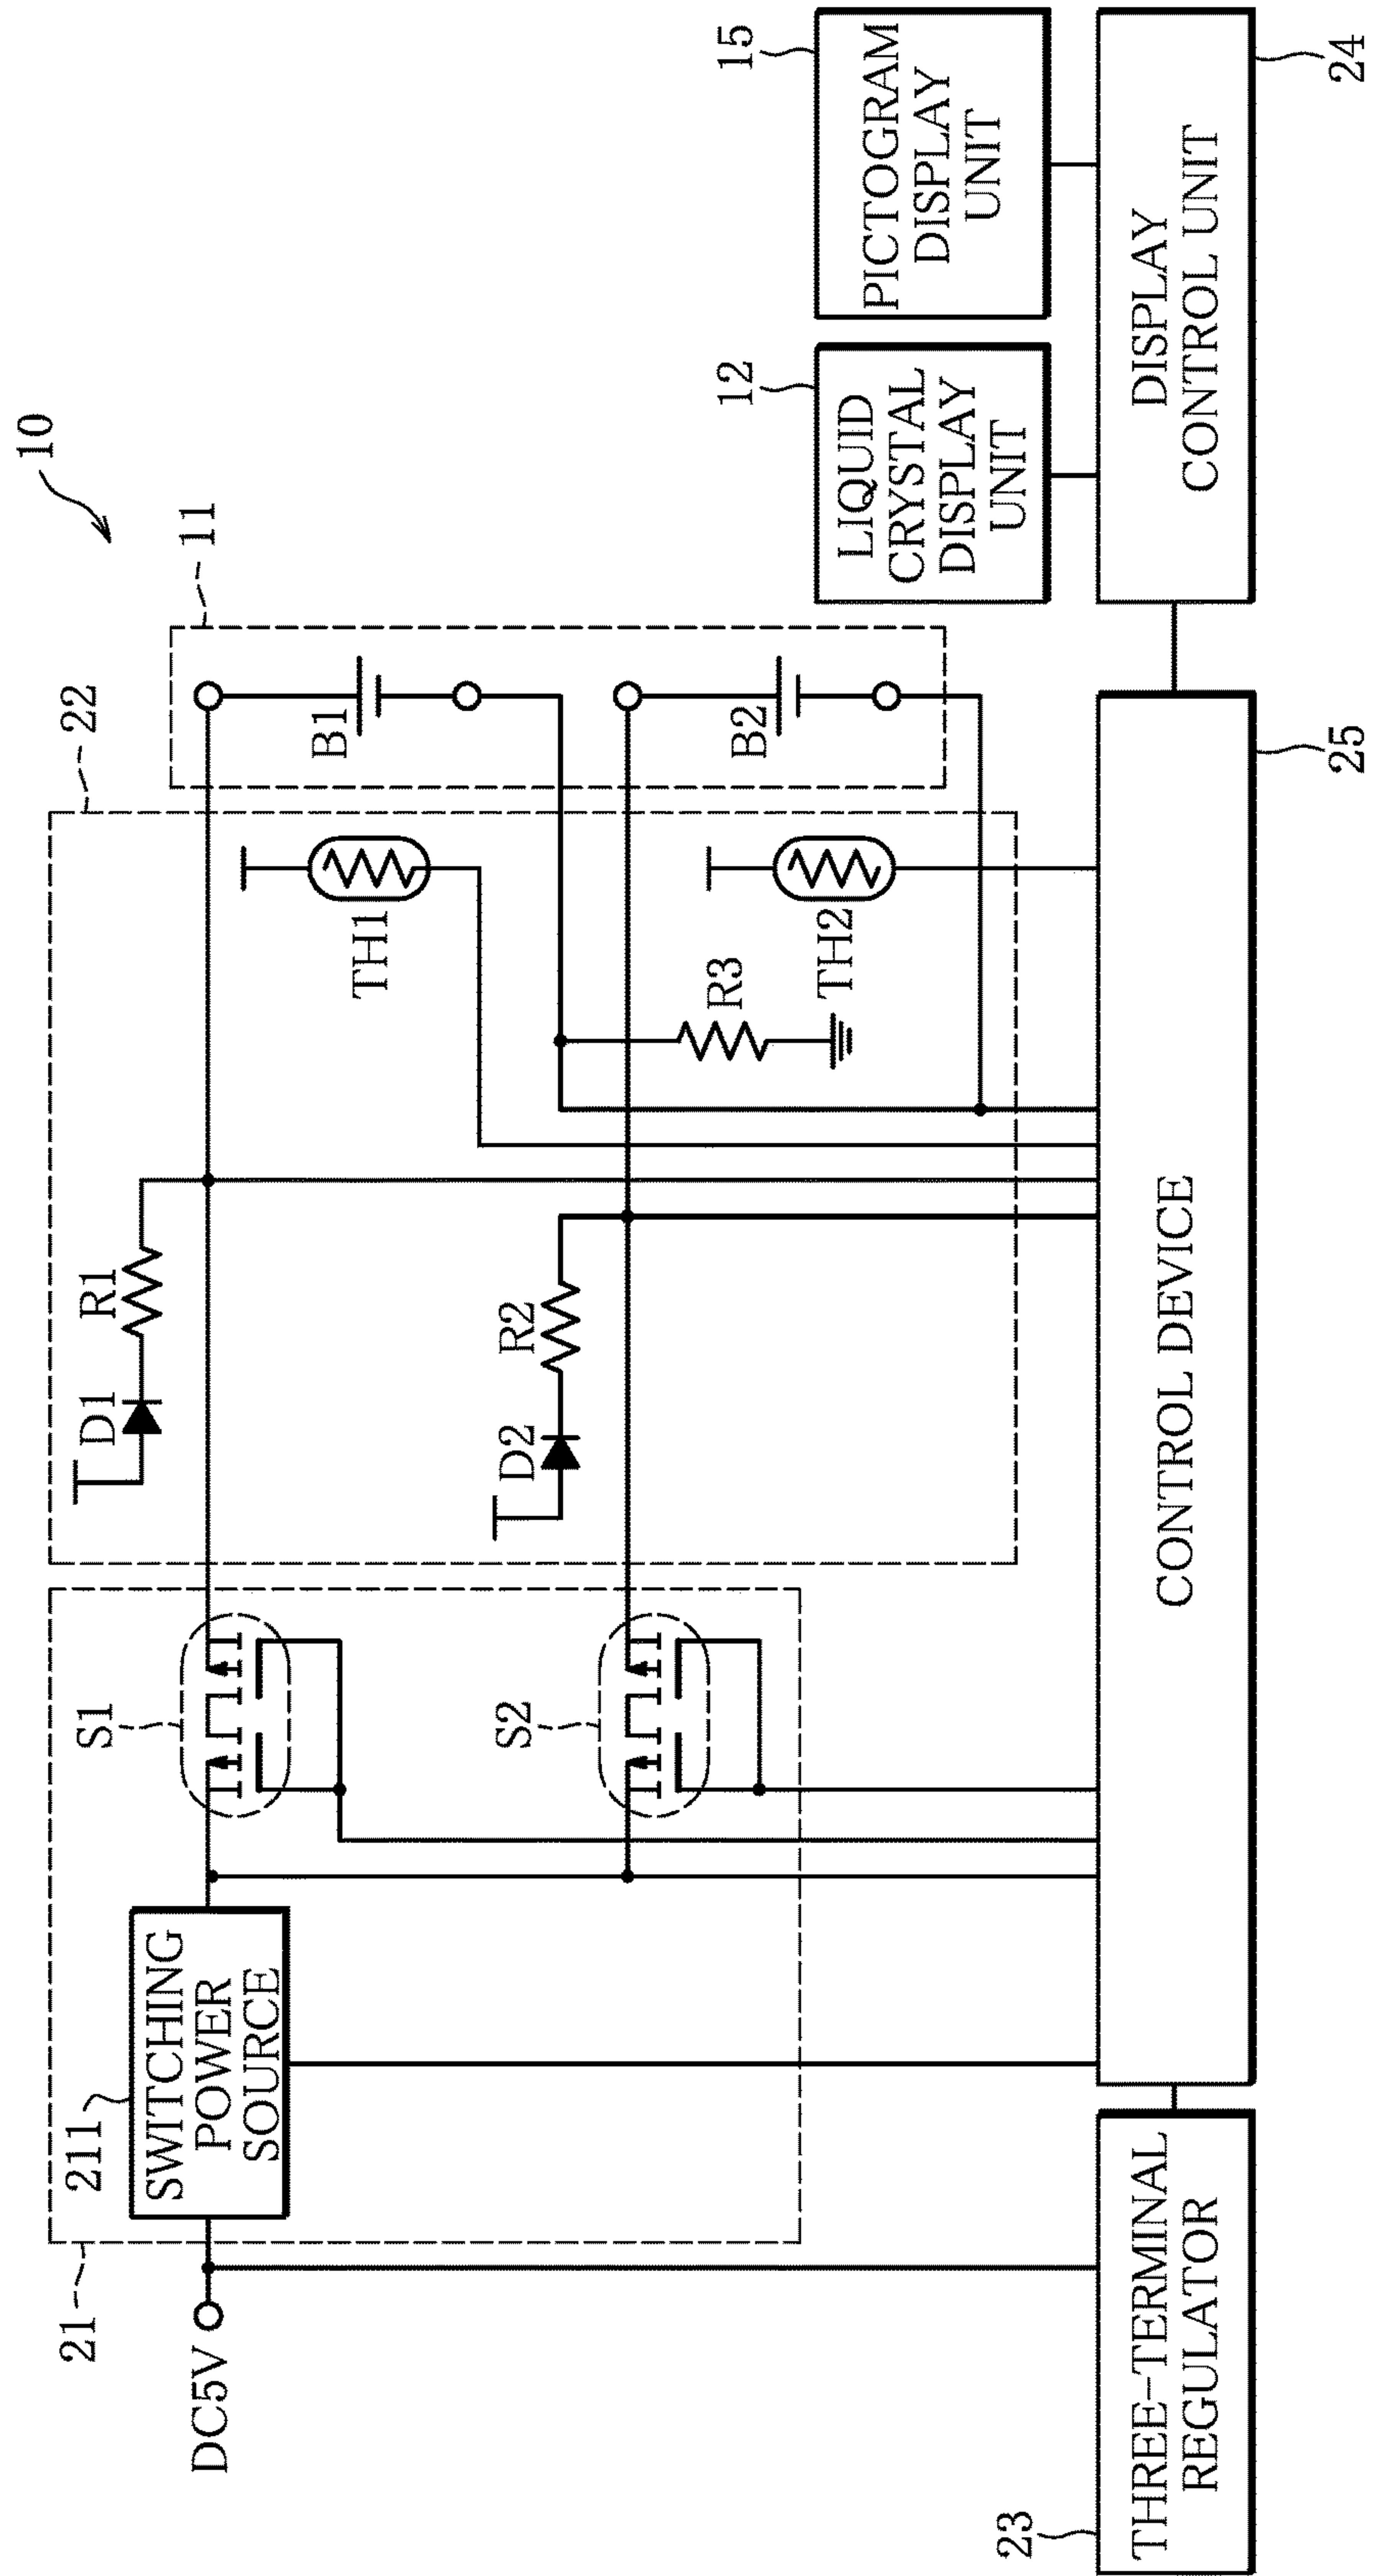 10
21
211
SWITCHING
POWER
SOURCE
DC5V
S1
S2
22
D1
R1
D2
R2
TH1
R3
TH2
11
B1
B2
12
LIQUID
CRYSTAL
DISPLAY
UNIT
15
PICTOGRAM
DISPLAY
UNIT
23
THREE-TERMINAL
REGULATOR
CONTROL DEVICE
25
DISPLAY
CONTROL UNIT
24